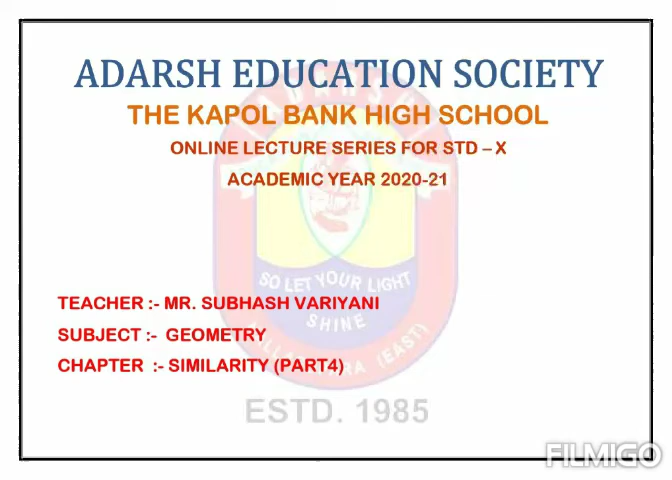 ADARSH EDUCATION SOCIETY
THE KAPOL BANK HIGH SCHOOL
ONLINE LECTURE SERIES FOR STD – X
ACADEMIC YEAR 2020-21
SO LET YOUR LIGHT
SHINE
TEACHER :- MR. SUBHASH VARIYANI
SUBJECT :- GEOMETRY
CHAPTER :- SIMILARITY (PART4)
(EAST)
ESTD. 1985
FILMIGO